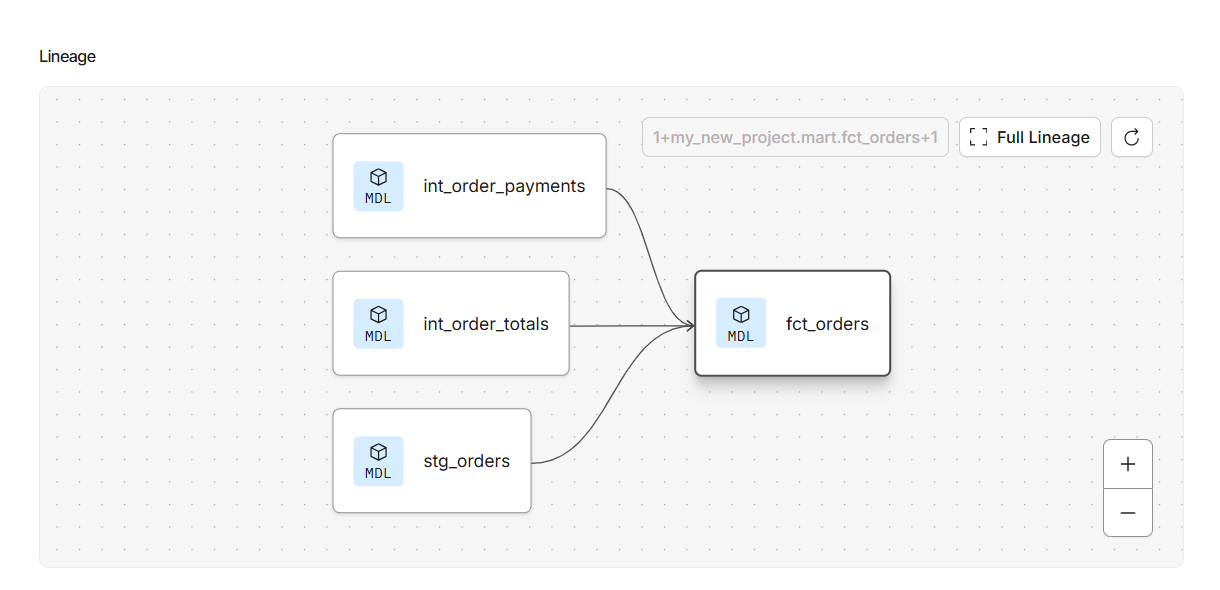 Lineage
1+my_new_project.mart.fct_orders+1
Full Lineage
MDL
int_order_payments
MDL
int_order_totals
MDL
fct_orders
MDL
stg_orders
+
−